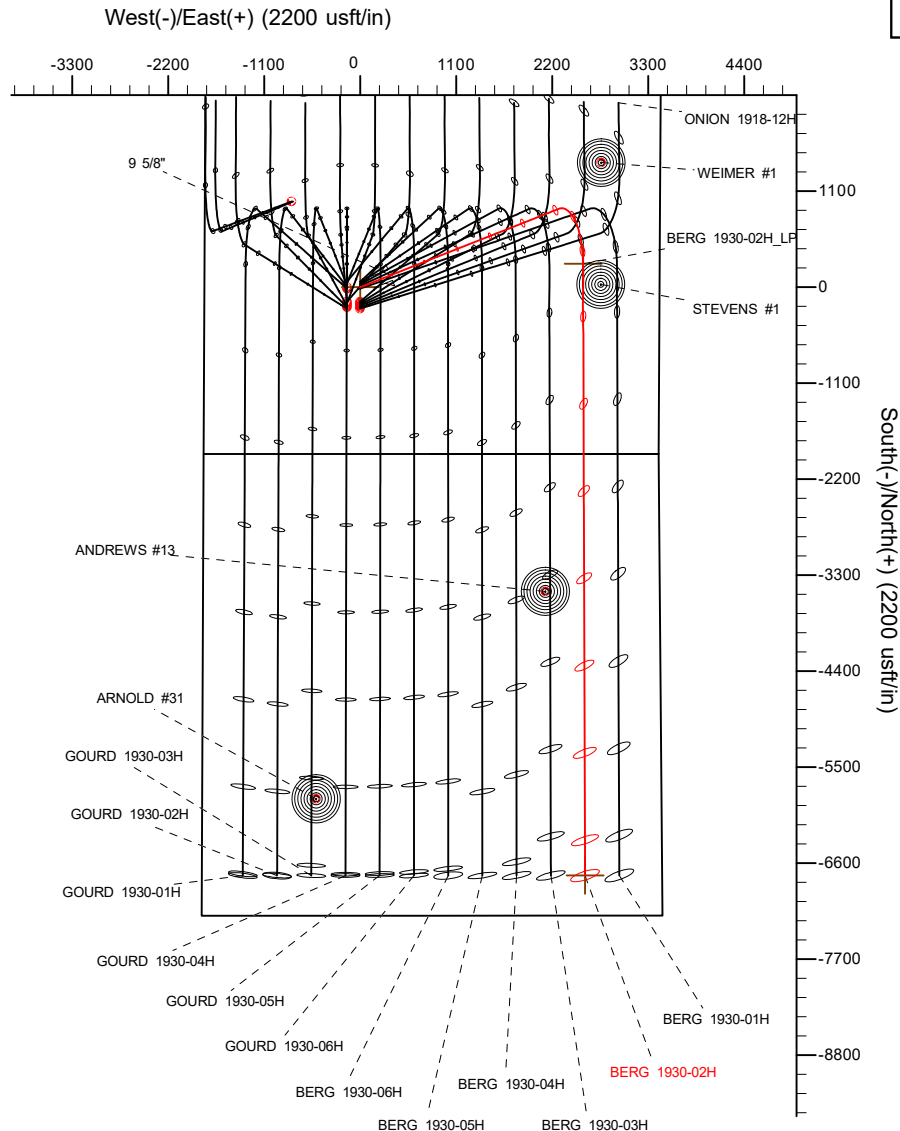 West(-)/East(+) (2200 usft/in)
-3300 -2200 -1100 0 1100 2200 3300 4400
ONION 1918-12H
9 5/8"
WEIMER #1
1100
BERG 1930-02H_LP
0
STEVENS #1
-1100
South(-)/North(+) (2200 usft/in)
-2200
ANDREWS #13
-3300
-4400
ARNOLD #31
GOURD 1930-03H
-5500
GOURD 1930-02H
-6600
GOURD 1930-01H
GOURD 1930-04H
-7700
GOURD 1930-05H
BERG 1930-01H
GOURD 1930-06H
-8800
BERG 1930-02H
BERG 1930-04H
BERG 1930-06H
BERG 1930-05H
BERG 1930-03H